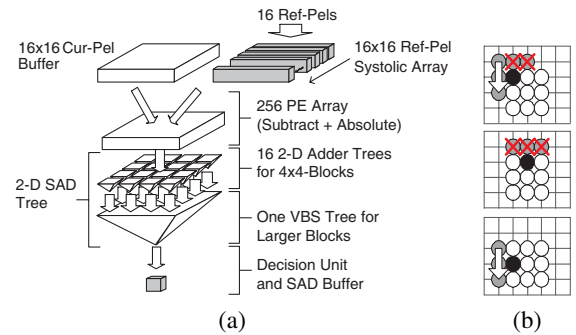 16 Ref-Pels
16x16 Cur-Pel
Buffer
16x16 Ref-Pel
Systolic Array
256 PE Array
(Subtract + Absolute)
2-D SAD
Tree
16 2-D Adder Trees
for 4x4-Blocks
One VBS Tree for
Larger Blocks
Decision Unit
and SAD Buffer
(a)
(b)